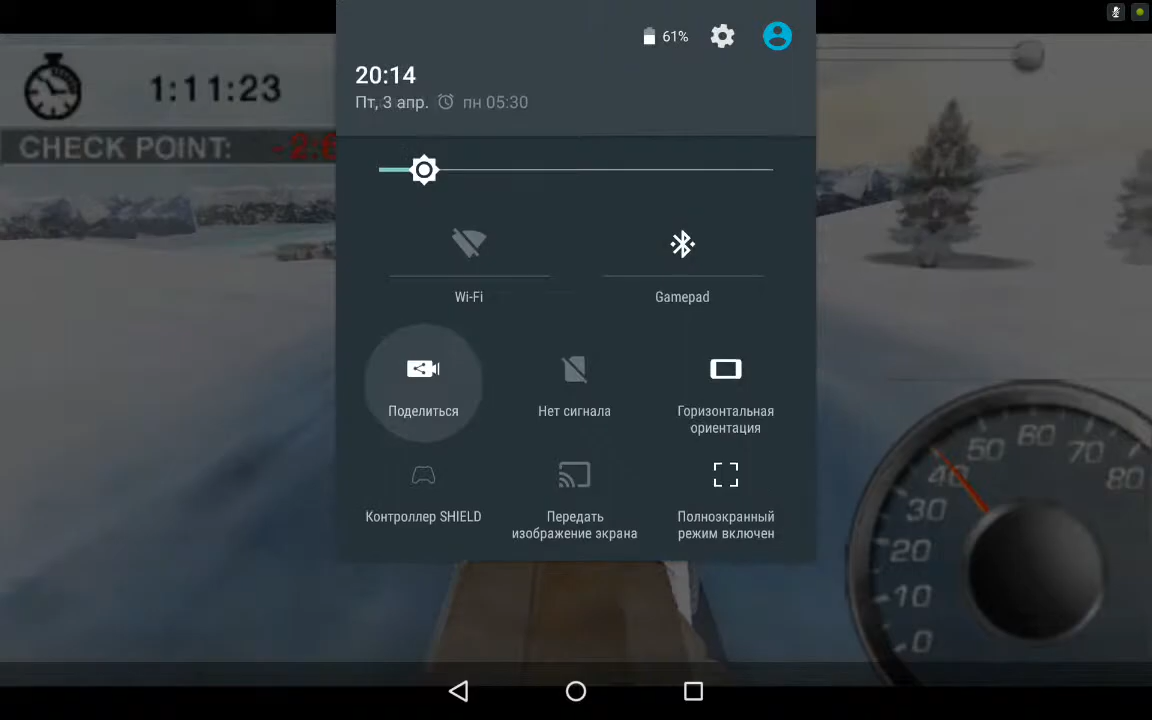 61%
20:14
Пт, 3 апр. пн 05:30
1:11:23
CHECK POINT:
Wi-Fi
Gamepad
Поделиться
Нет сигнала
Горизонтальная
ориентация
Контроллер SHIELD
Передать
изображение экрана
Полноэкранный
режим включен
80
70
60
50
40
30
20
10
0